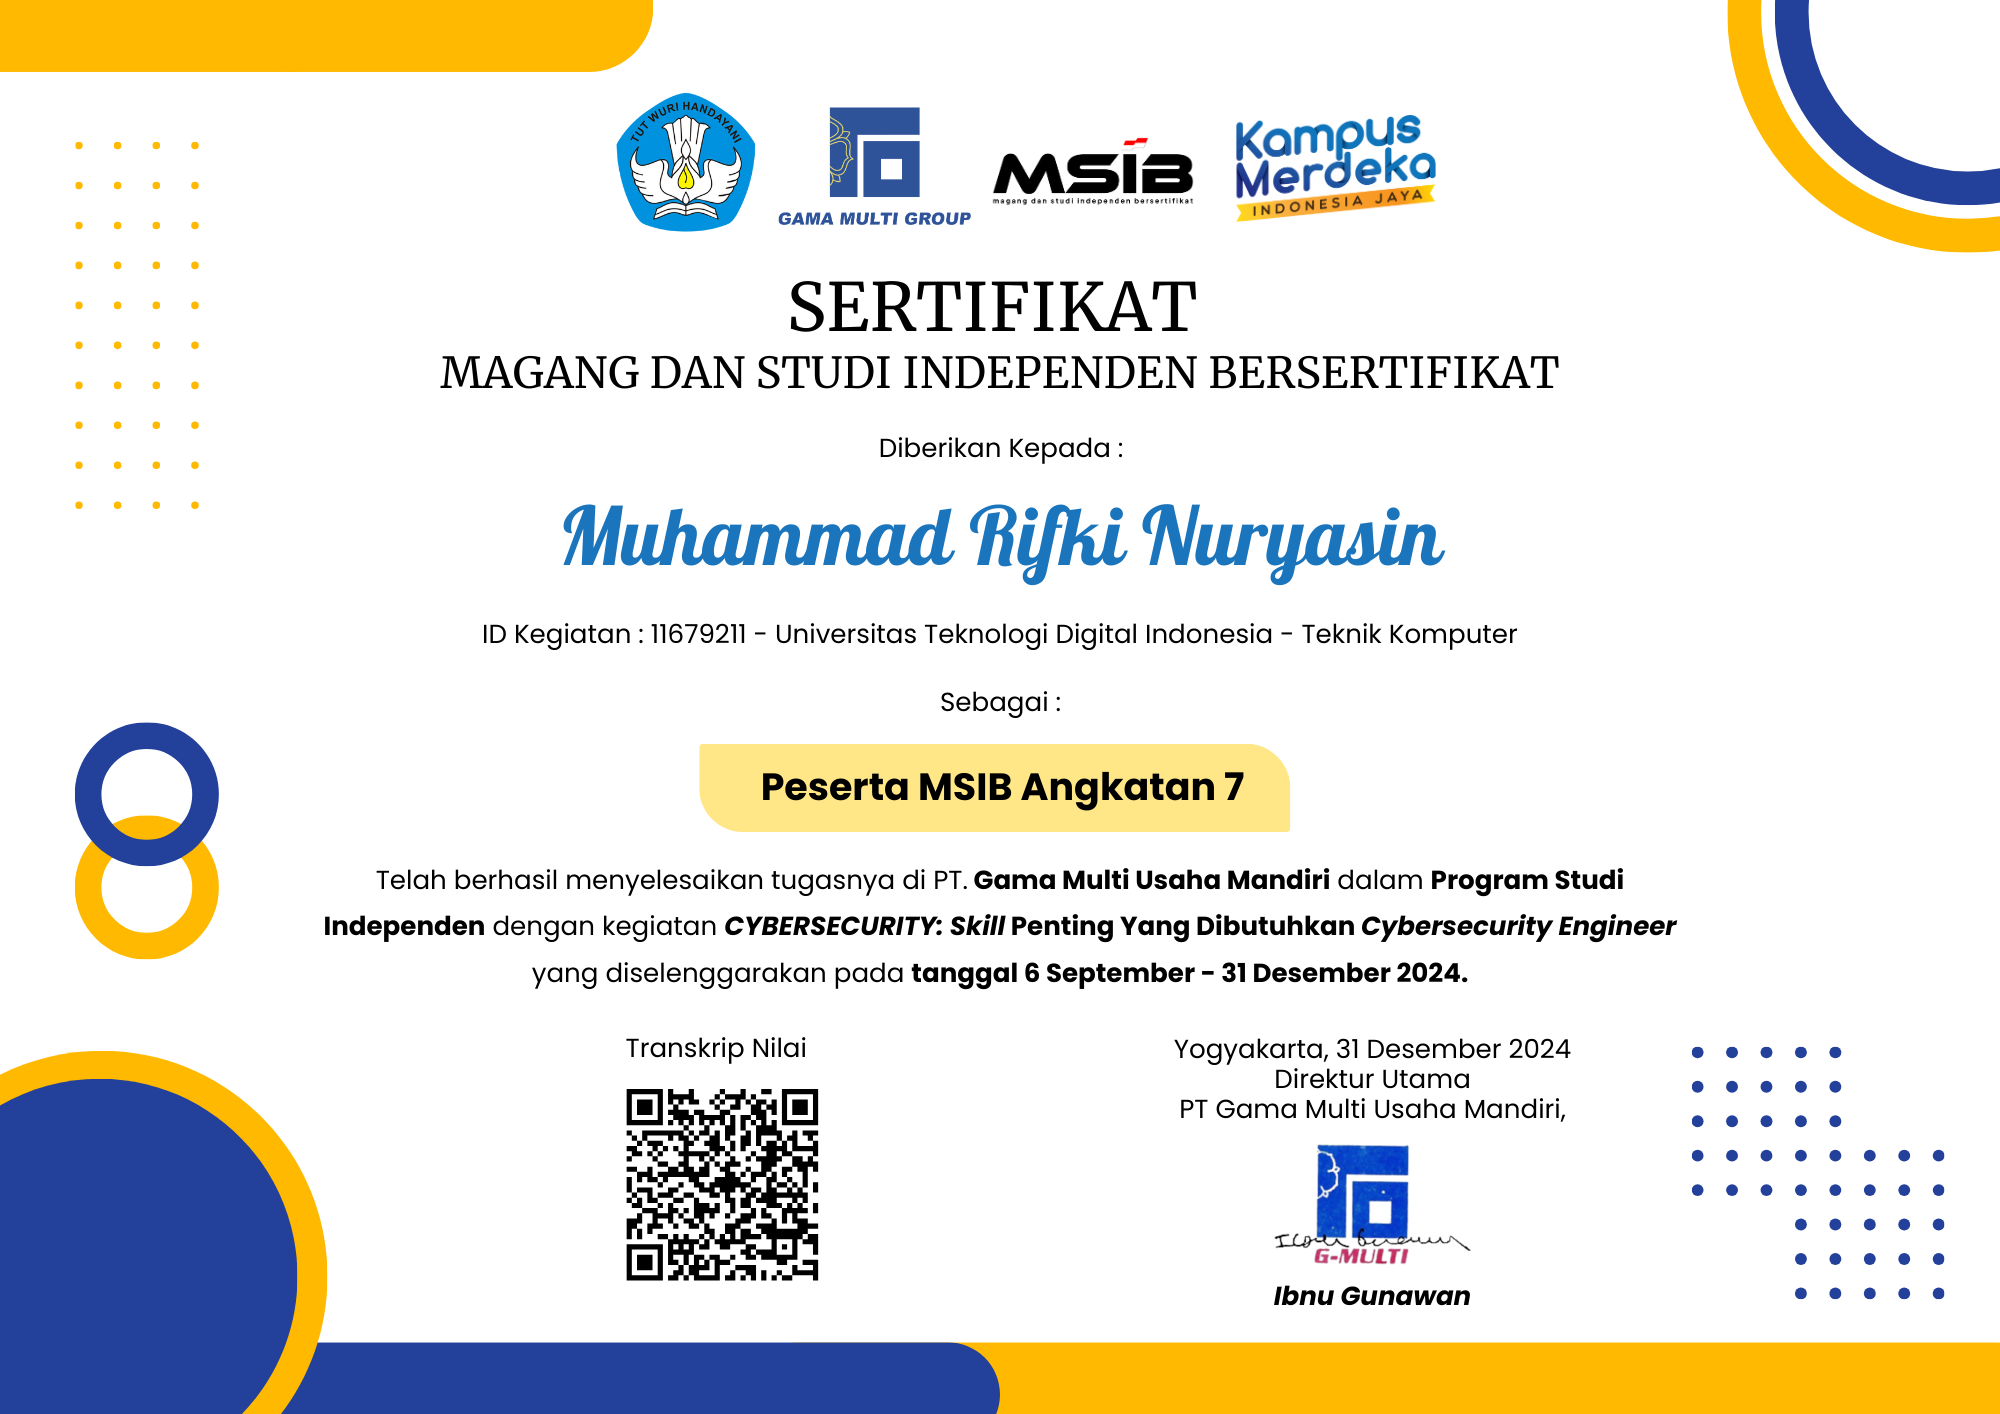 TUT WURI HANDAYANI
GAMA MULTI GROUP
MSIB
magang dan studi independen bersertifikat
Kampus
Merdeka
INDONESIA JAYA
SERTIFIKAT
MAGANG DAN STUDI INDEPENDEN BERSERTIFIKAT
Diberikan Kepada :
Muhammad Rifki Nuryasin
ID Kegiatan : 11679211 - Universitas Teknologi Digital Indonesia - Teknik Komputer
Sebagai :
Peserta MSIB Angkatan 7
Telah berhasil menyelesaikan tugasnya di PT. Gama Multi Usaha Mandiri dalam Program Studi
Independen dengan kegiatan CYBERSECURITY: Skill Penting Yang Dibutuhkan Cybersecurity Engineer
yang diselenggarakan pada tanggal 6 September - 31 Desember 2024.
Transkrip Nilai
Yogyakarta, 31 Desember 2024
Direktur Utama
PT Gama Multi Usaha Mandiri,
G-MULTI
Ibnu Gunawan